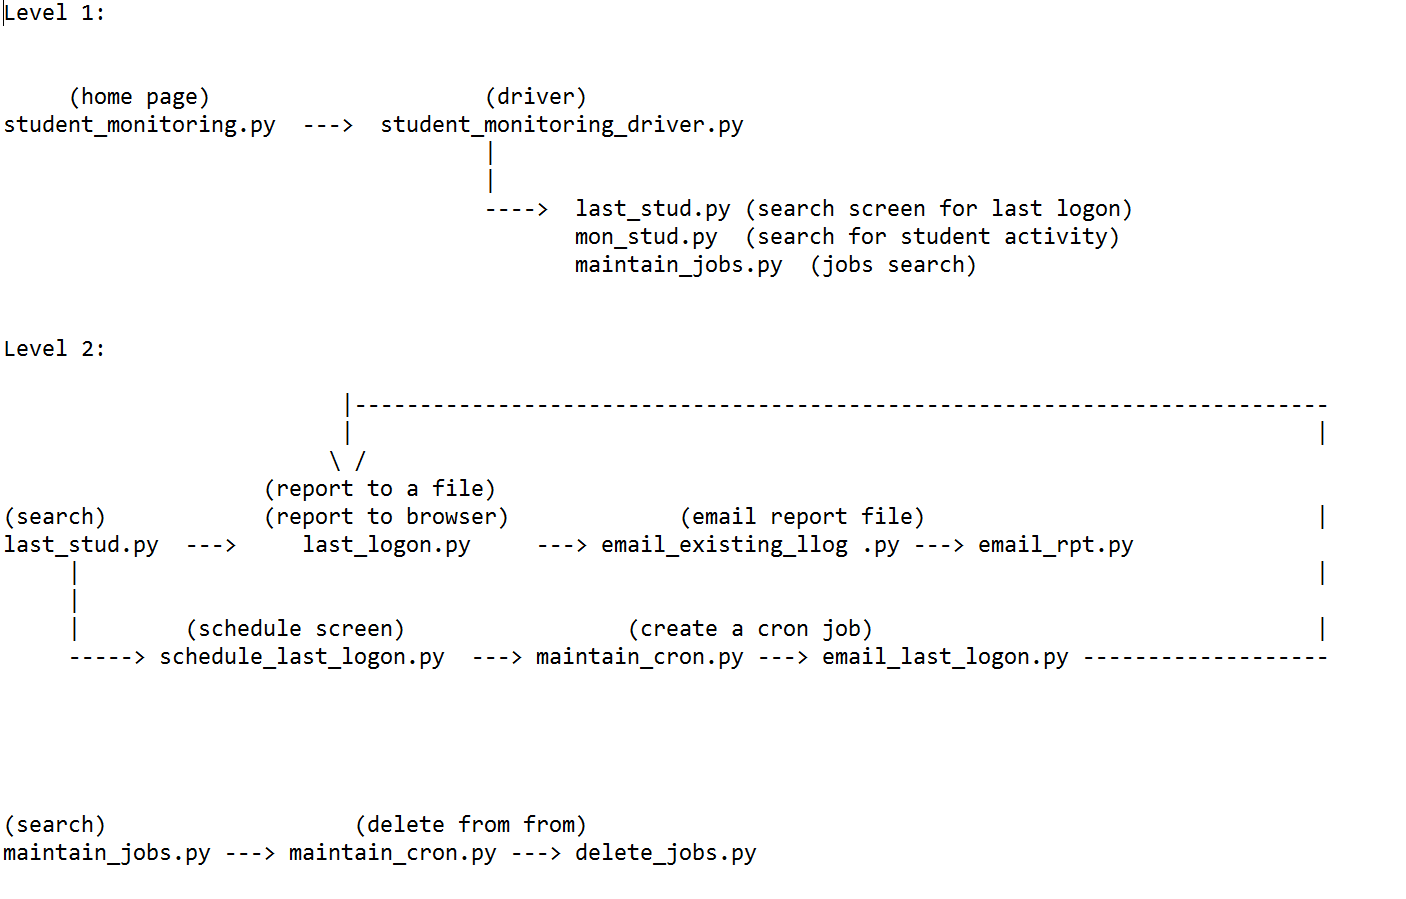 Level 1:
(home page) (driver)
student_monitoring.py ---> student_monitoring_driver.py
|
|
----> last_stud.py (search screen for last logon)
mon_stud.py (search for student activity)
maintain_jobs.py (jobs search)
Level 2:
|---------------------------------------------------------------------------
| |
\ /
(report to a file)
(search) (report to browser) (email report file) |
last_stud.py ---> last_logon.py ---> email_existing_llog .py ---> email_rpt.py
| |
|
| (schedule screen) (create a cron job) |
-----> schedule_last_logon.py ---> maintain_cron.py ---> email_last_logon.py -------------------
(search) (delete from from)
maintain_jobs.py ---> maintain_cron.py ---> delete_jobs.py